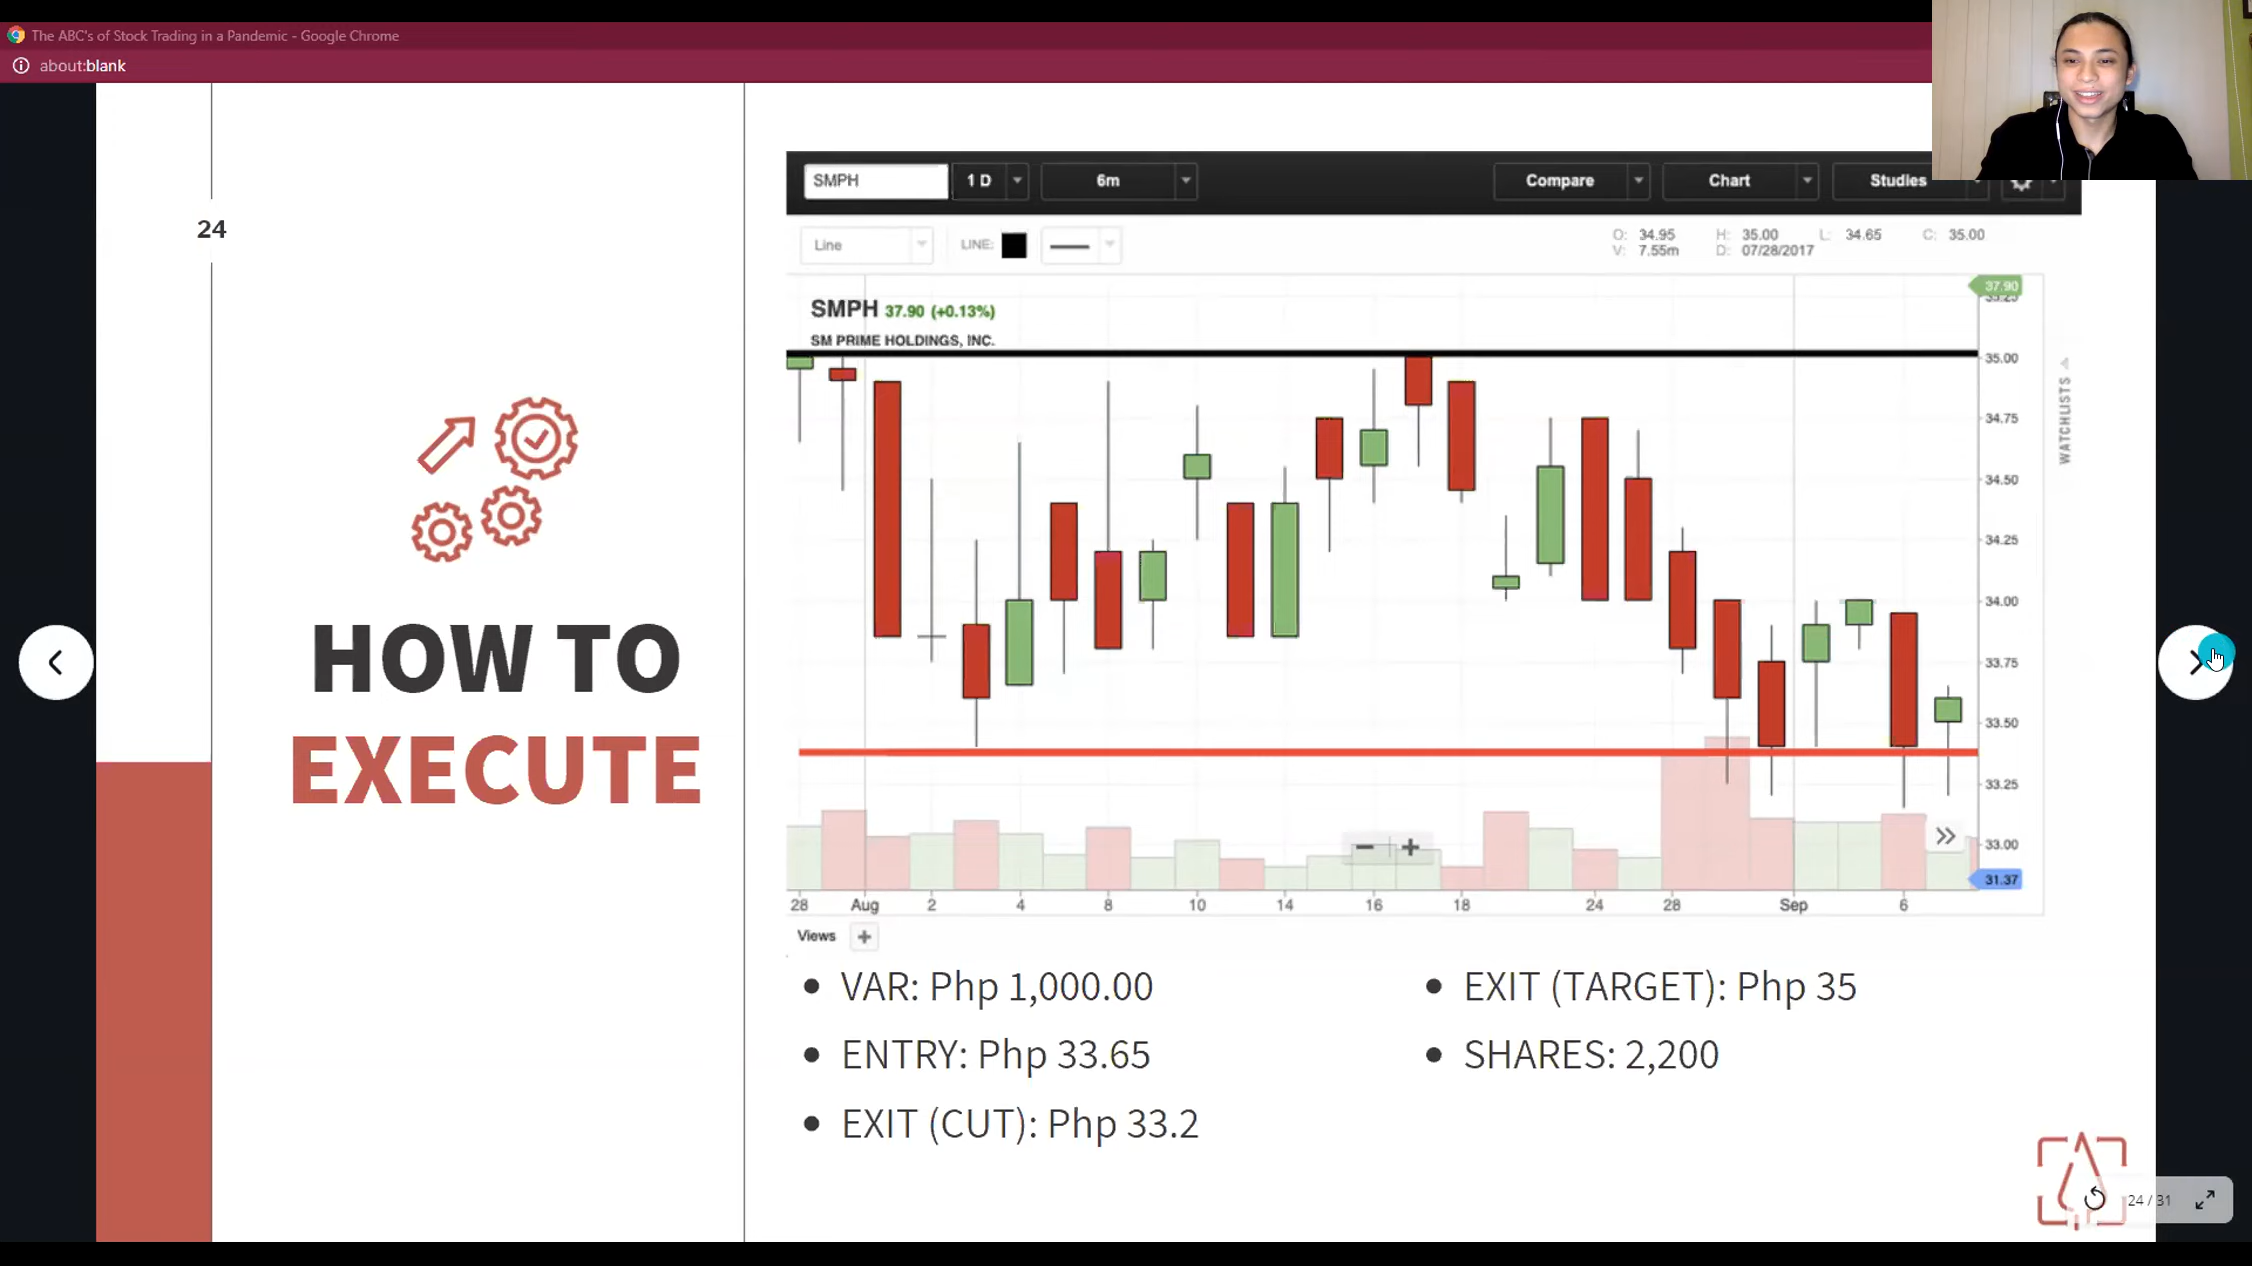 The ABC's of Stock Trading in a Pandemic - Google Chrome
about:blank
24
HOW TO
EXECUTE
SMPH 1 D 6m Compare Chart Studies
Line LINE:
O: 34.95 H: 35.00 L: 34.65 C: 35.00
V: 7.55m D: 07/28/2017
SMPH 37.90 (+0.13%)
SM PRIME HOLDINGS, INC.
37.90
35.25
35.00
34.75
34.50
34.25
34.00
33.75
33.50
33.25
33.00
31.37
WATCHLISTS
28 Aug 2 4 8 10 14 16 18 24 28 Sep 6
Views +
• VAR: Php 1,000.00
• ENTRY: Php 33.65
• EXIT (CUT): Php 33.2
• EXIT (TARGET): Php 35
• SHARES: 2,200
24 / 31